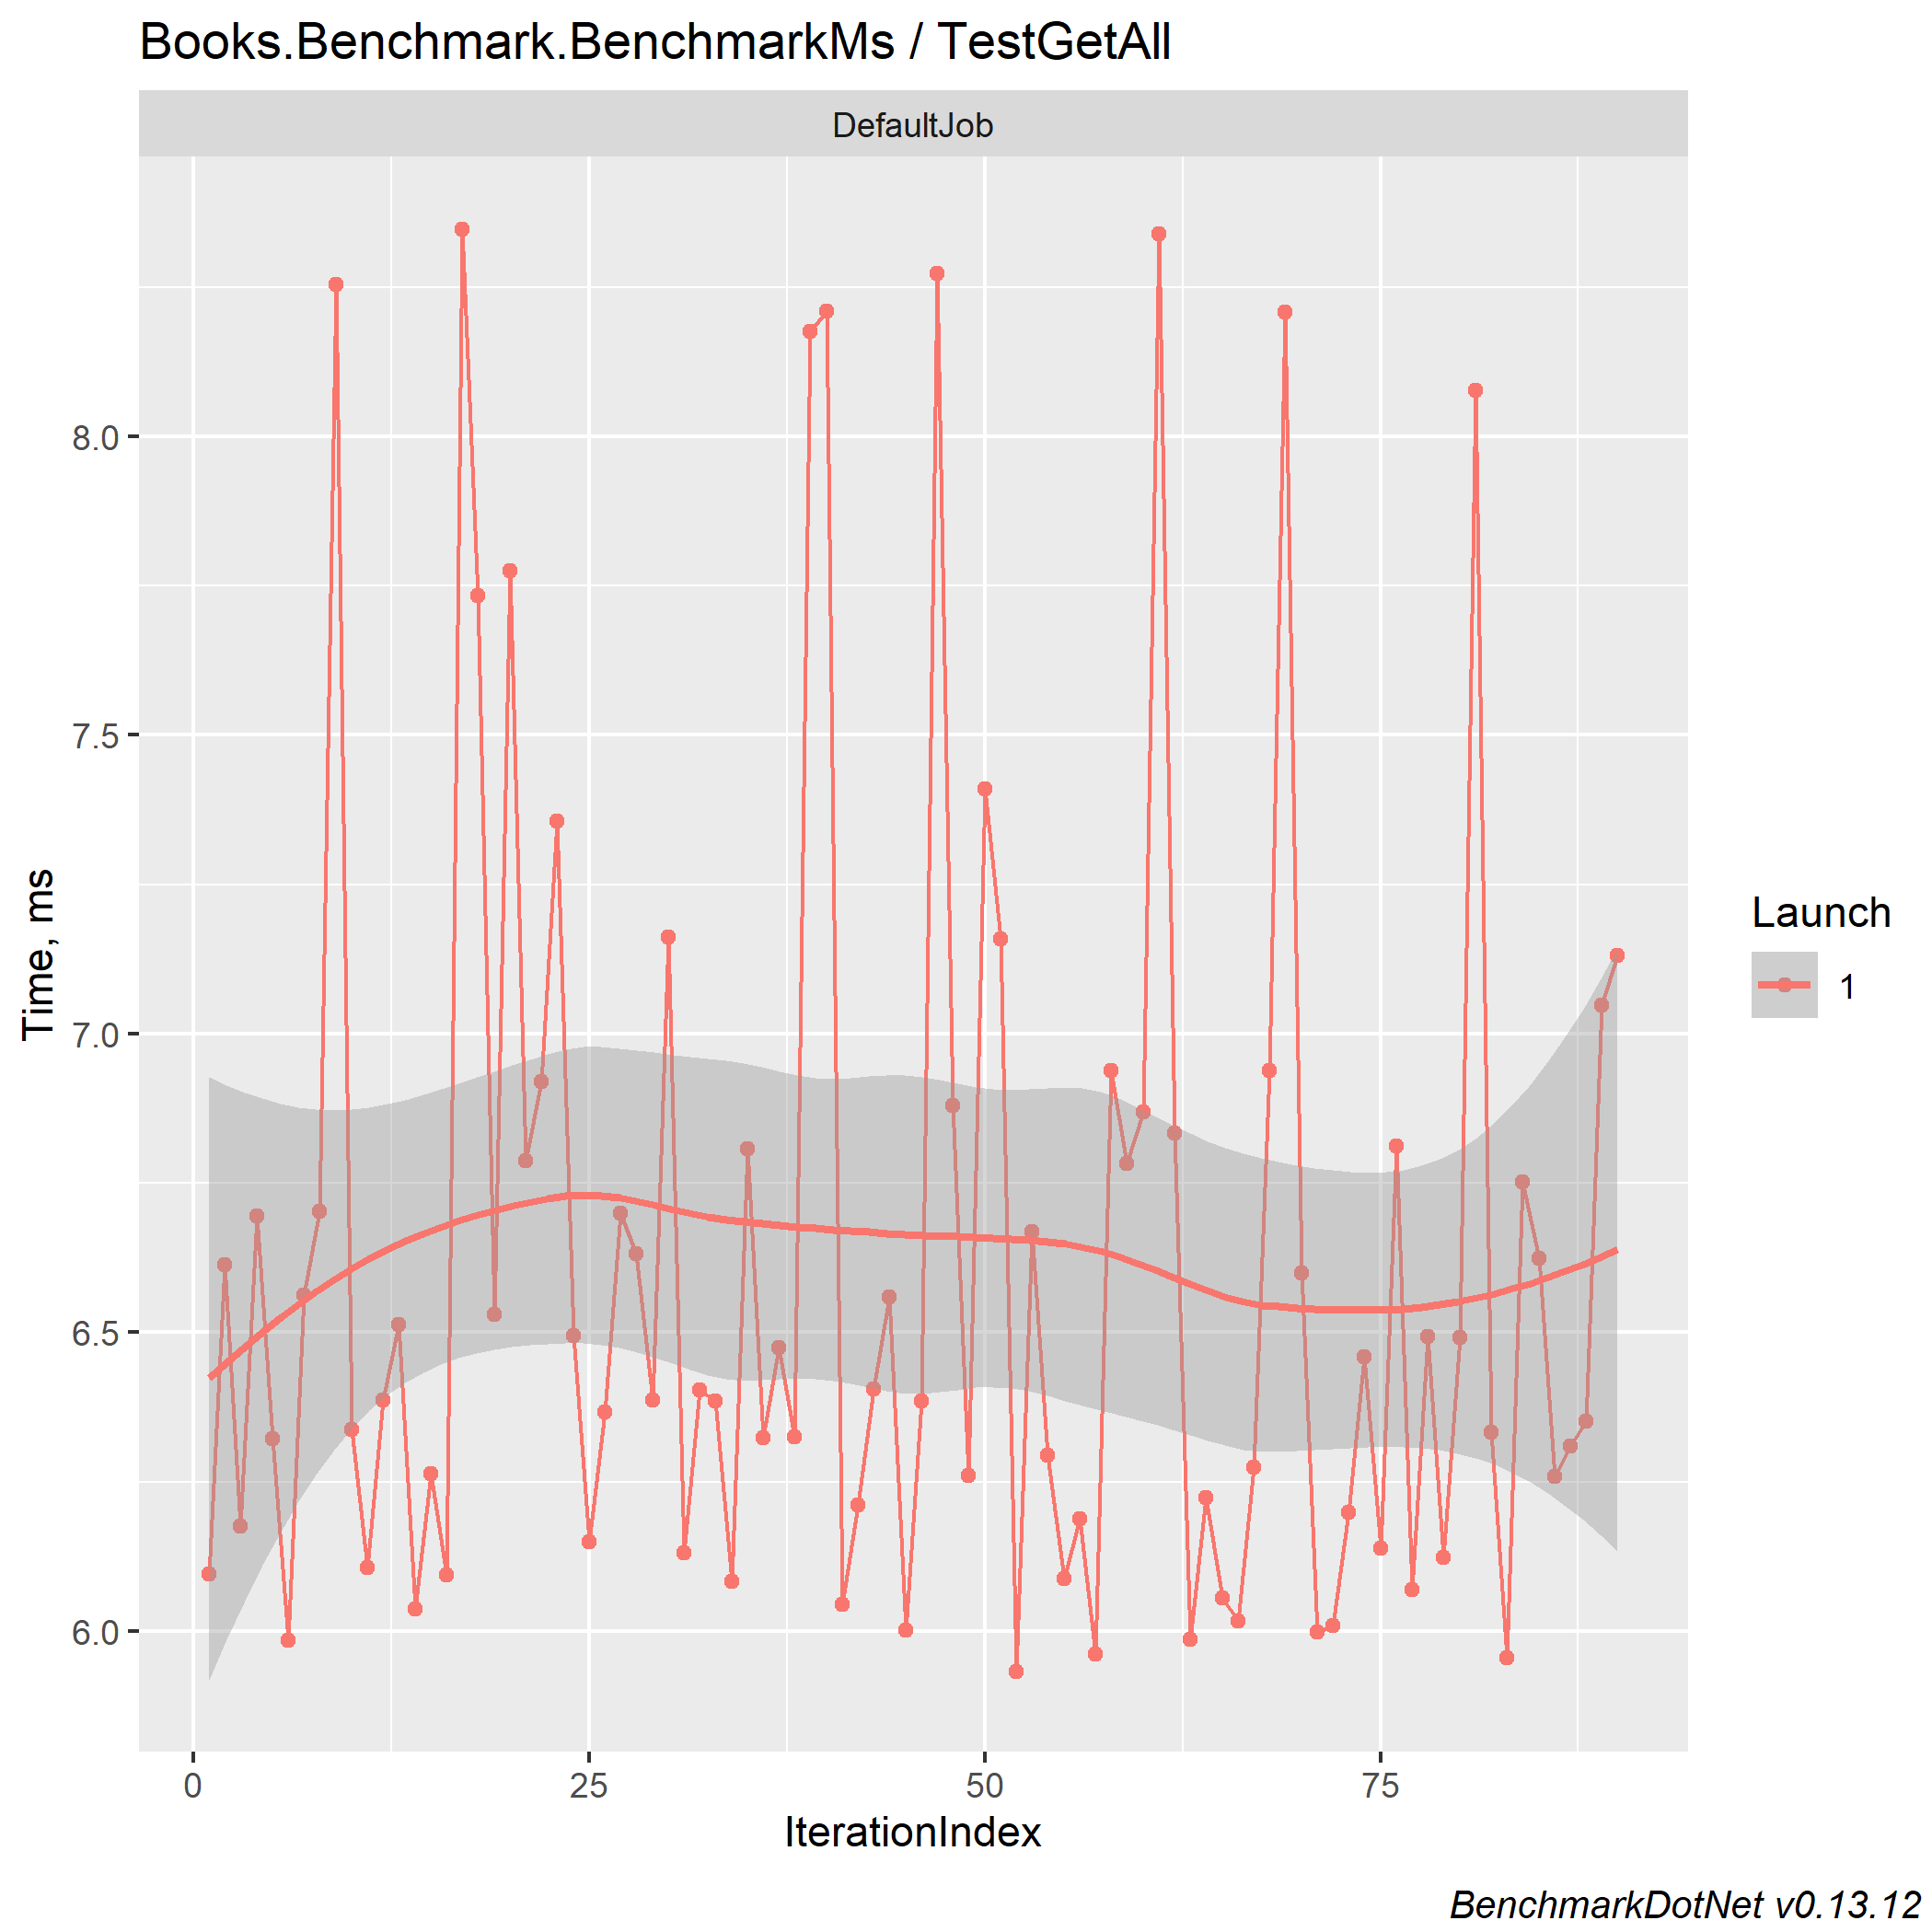 Books.Benchmark.BenchmarkMs / TestGetAll
DefaultJob
8.0
7.5
7.0
6.5
6.0
Time, ms
0 25 50 75
IterationIndex
Launch
1
BenchmarkDotNet v0.13.12